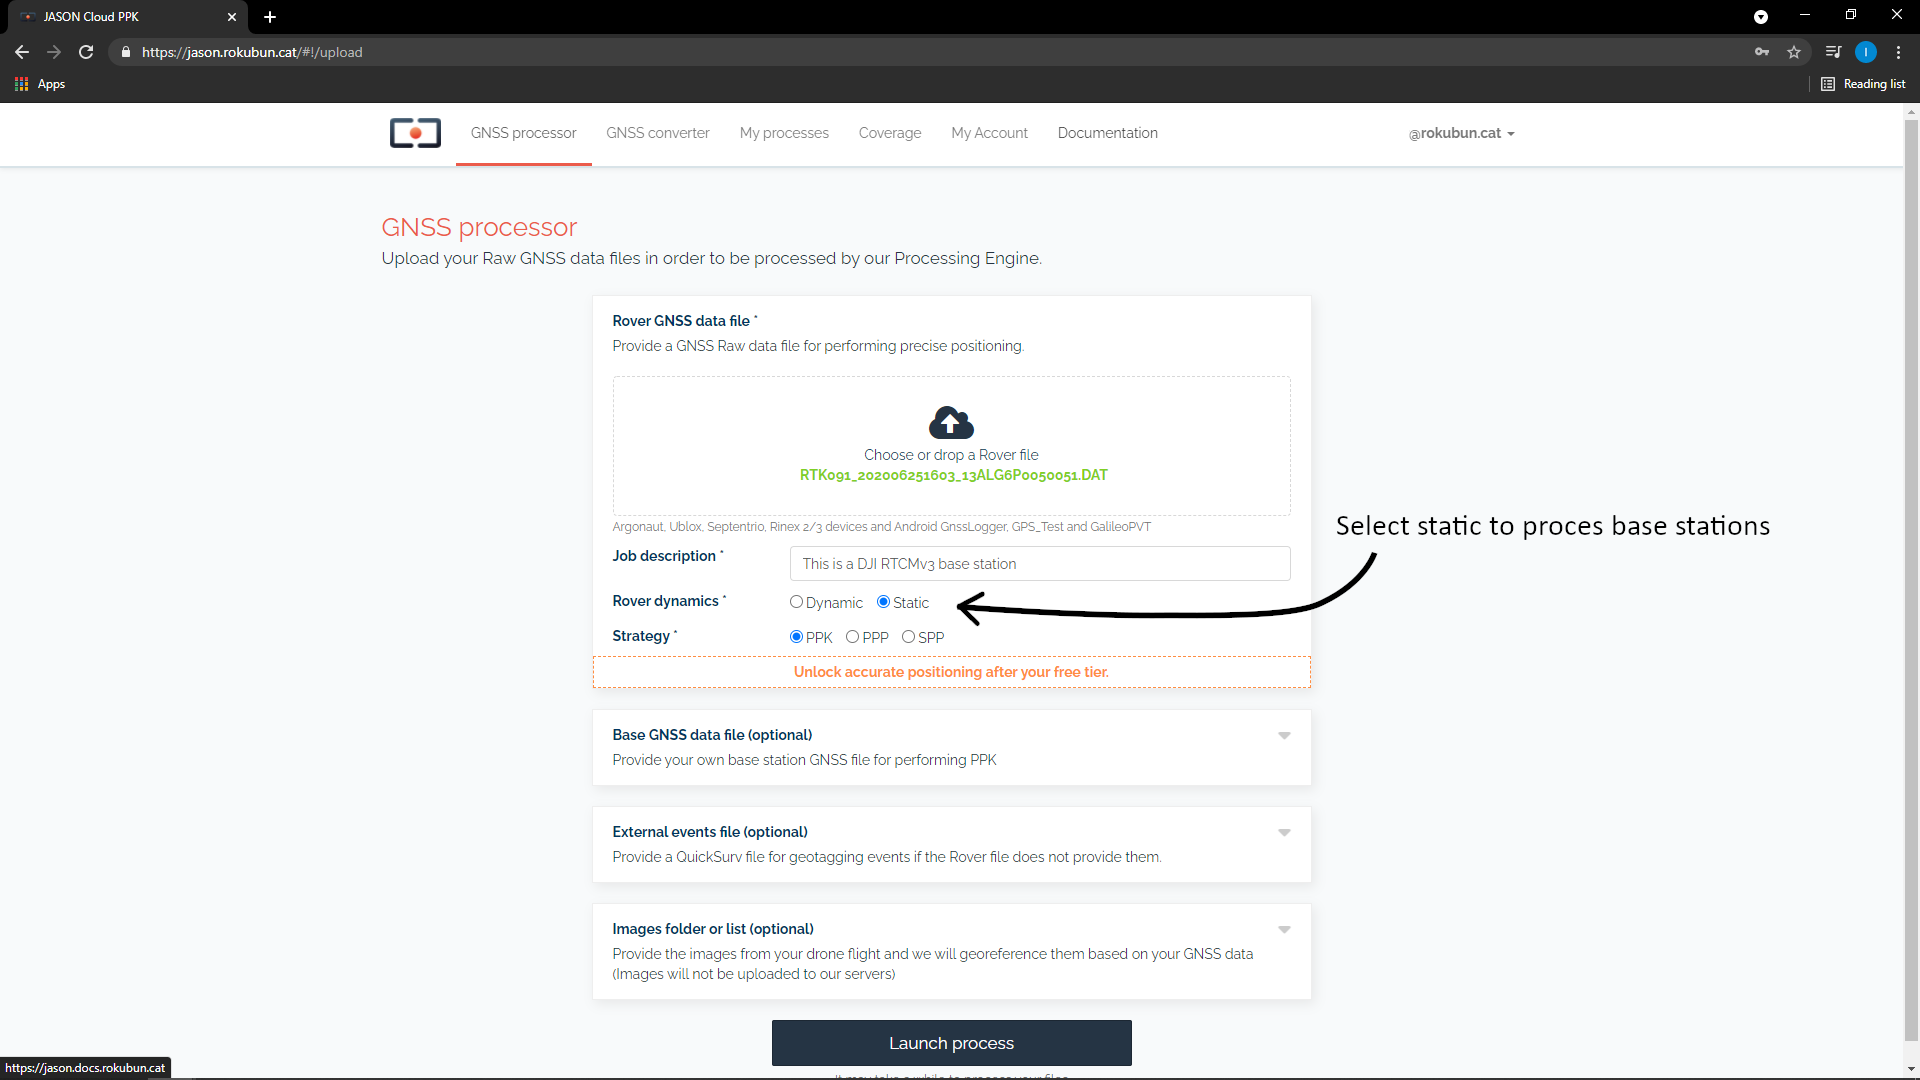 JASON Cloud PPK
https://jason.rokubun.cat/#!/upload
I
Apps
Reading list
GNSS processor GNSS converter My processes Coverage My Account Documentation @rokubun.cat
GNSS processor
Upload your Raw GNSS data files in order to be processed by our Processing Engine.
Rover GNSS data file *
Provide a GNSS Raw data file for performing precise positioning.
Choose or drop a Rover file
RTK091_202006251603_13ALG6P0050051.DAT
Argonaut, Ublox, Septentrio, Rinex 2/3 devices and Android GnssLogger, GPS_Test and GalileoPVT
Select static to proces base stations
Job description * This is a DJI RTCMv3 base station
Rover dynamics * Dynamic Static
Strategy * PPK PPP SPP
Unlock accurate positioning after your free tier.
Base GNSS data file (optional)
Provide your own base station GNSS file for performing PPK
External events file (optional)
Provide a QuickSurv file for geotagging events if the Rover file does not provide them.
Images folder or list (optional)
Provide the images from your drone flight and we will georeference them based on your GNSS data
(Images will not be uploaded to our servers)
Launch process
https://jason.docs.rokubun.cat